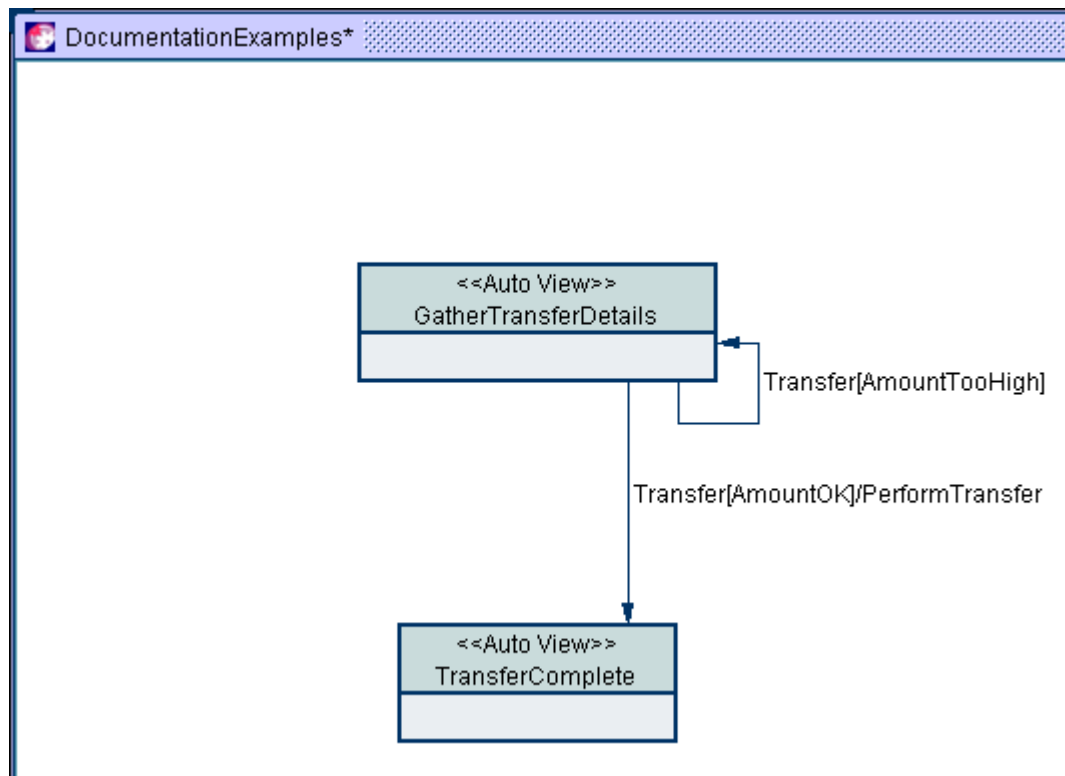 DocumentationExamples*
<<Auto View>>
GatherTransferDetails
Transfer[AmountTooHigh]
Transfer[AmountOK]/PerformTransfer
<<Auto View>>
TransferComplete